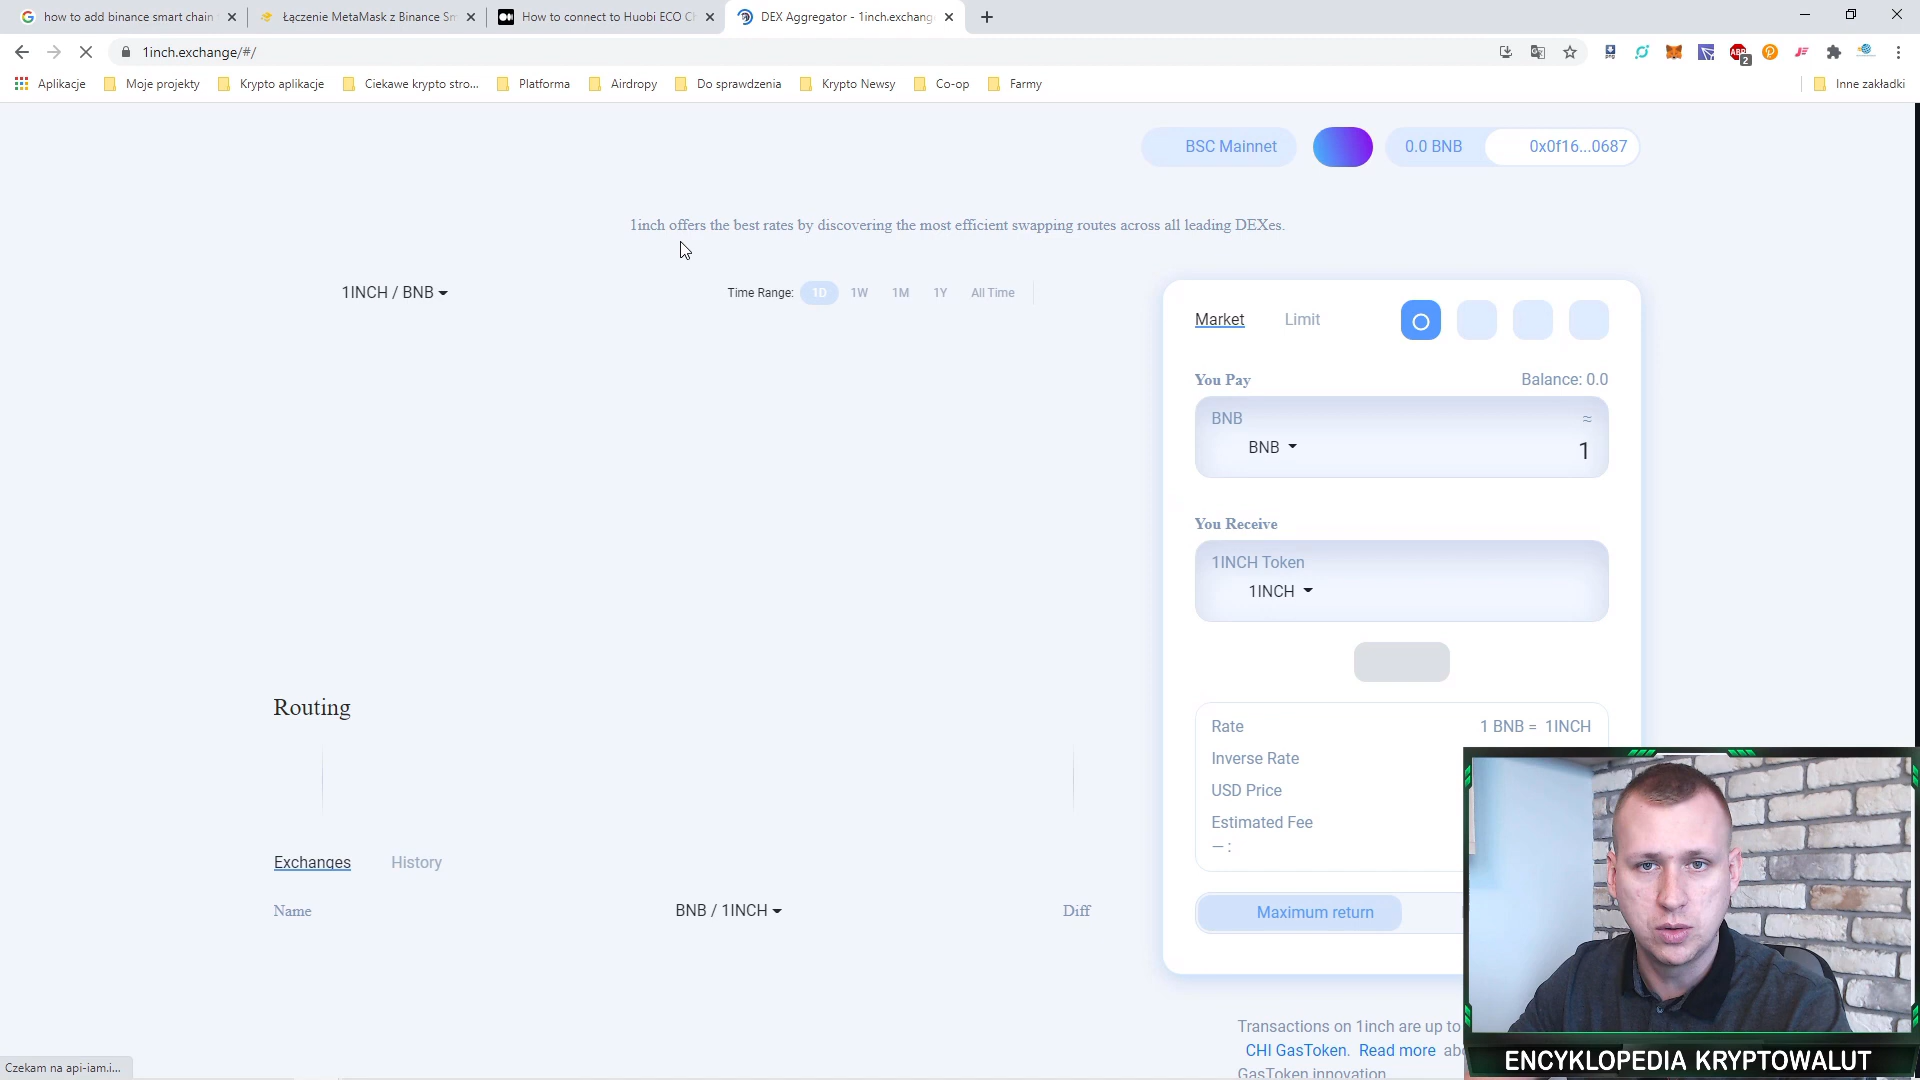 how to add binance smart chain
Łączenie MetaMask z Binance Sm
How to connect to Huobi ECO C
DEX Aggregator - 1inch.exchang
1inch.exchange/#/
ABP
2
Aplikacje
Moje projekty
Krypto aplikacje
Ciekawe krypto stro...
Platforma
Airdropy
Do sprawdzenia
Krypto Newsy
Co-op
Farmy
Inne zakładki
BSC Mainnet
0.0 BNB
0x0f16...0687
1inch offers the best rates by discovering the most efficient swapping routes across all leading DEXes.
1INCH / BNB
Time Range:
1D
1W
1M
1Y
All Time
Market
Limit
You Pay
Balance: 0.0
BNB
≈
BNB
1
You Receive
1INCH Token
1INCH
Rate
1 BNB = 1INCH
Inverse Rate
USD Price
Estimated Fee
— :
Maximum return
Routing
Exchanges
History
Name
BNB / 1INCH
Diff
Transactions on 1inch are up to
CHI GasToken. Read more
GasToken innovation
Czekam na api-iam.i...
ENCYKLOPEDIA KRYPTOWALUT